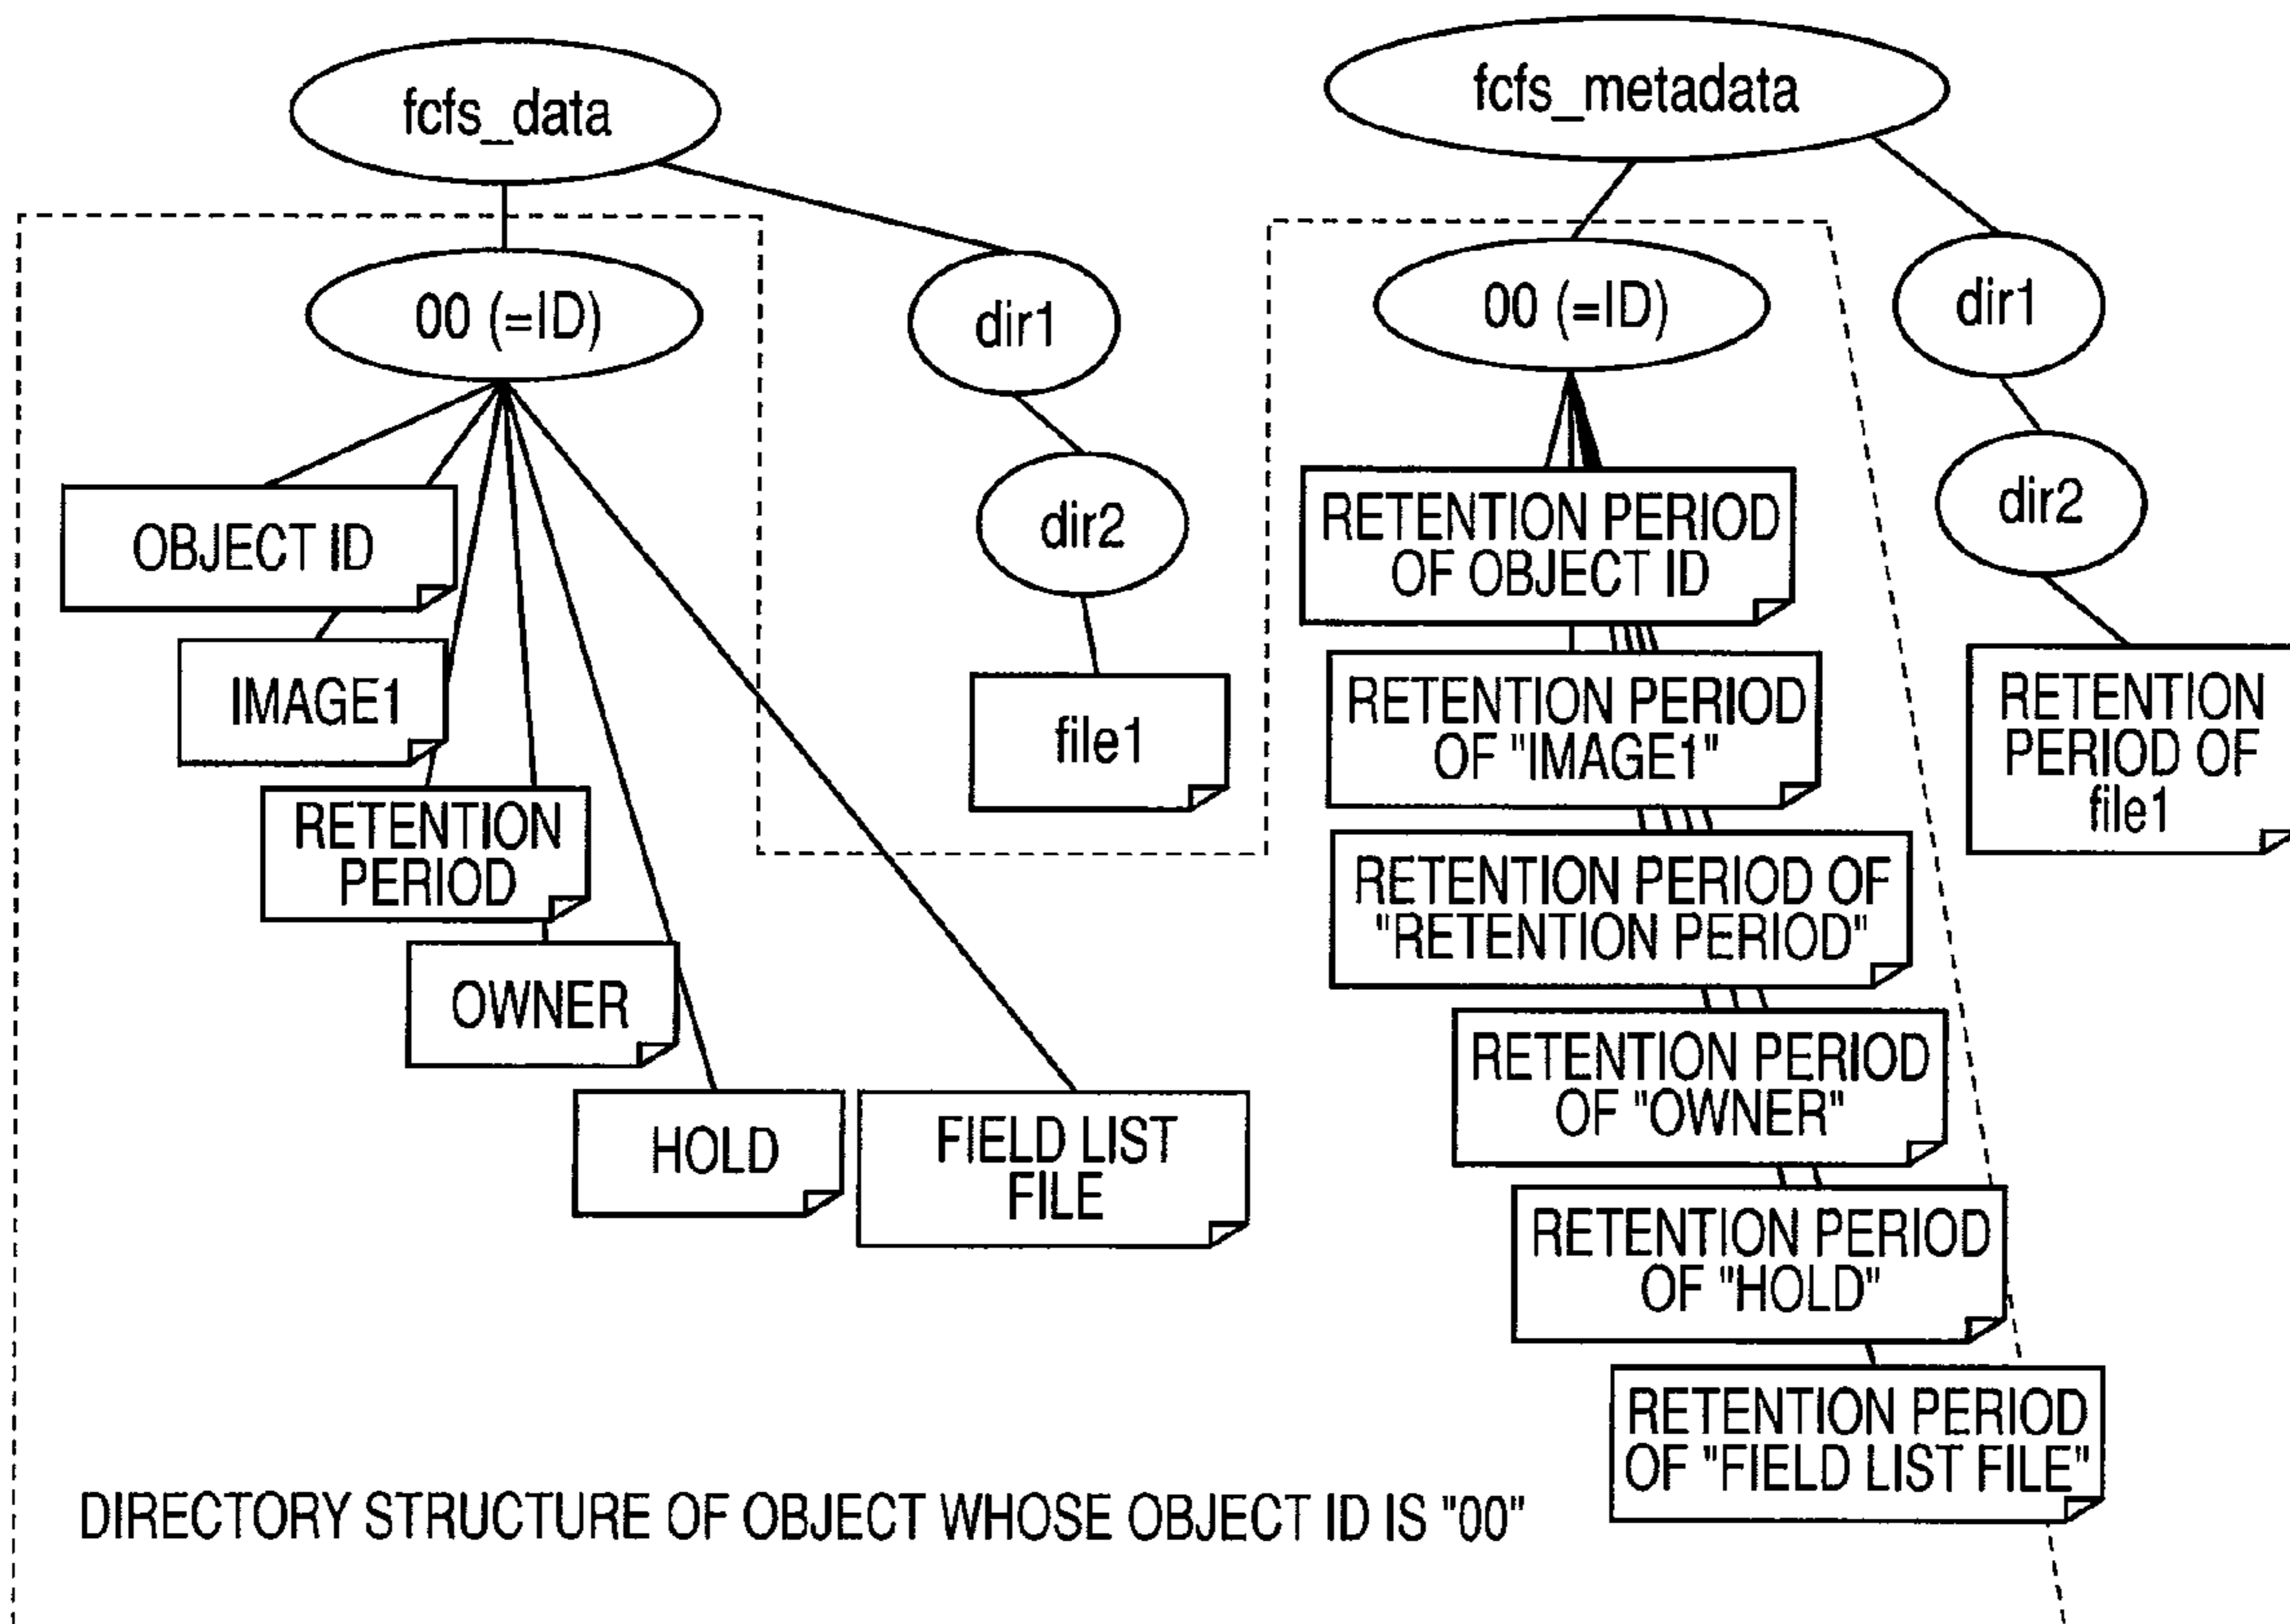 fcfs_data
fcfs_metadata
00 (=ID)
dir1
dir2
file1
OBJECT ID
IMAGE1
RETENTION
PERIOD
OWNER
HOLD
FIELD LIST
FILE
00 (=ID)
dir1
dir2
RETENTION
PERIOD OF
file1
RETENTION PERIOD
OF OBJECT ID
RETENTION PERIOD
OF "IMAGE1"
RETENTION PERIOD OF
"RETENTION PERIOD"
RETENTION PERIOD
OF "OWNER"
RETENTION PERIOD
OF "HOLD"
RETENTION PERIOD
OF "FIELD LIST FILE"
DIRECTORY STRUCTURE OF OBJECT WHOSE OBJECT ID IS "00"